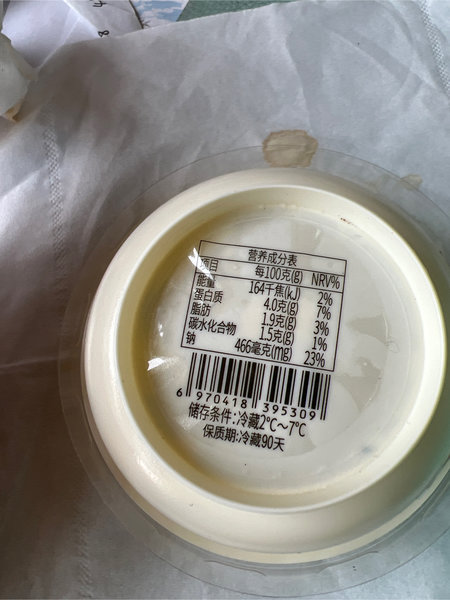 营养成分表
项目 每100克(g) NRV%
能量 164千焦(kJ) 2%
蛋白质 4.0克(g) 7%
脂肪 1.9克(g) 3%
碳水化合物 1.5克(g) 1%
钠 466毫克(mg) 23%
6 970418 395309
储存条件:冷藏2℃~7℃
保质期:冷藏90天